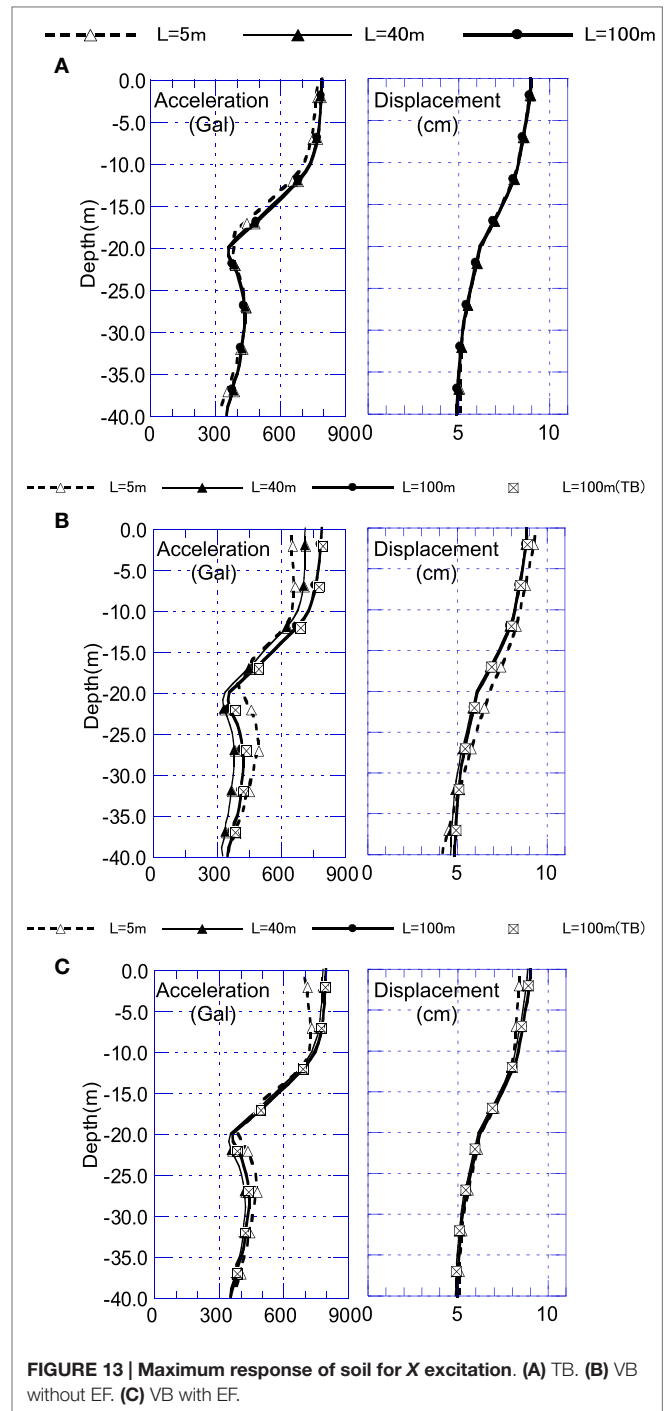 L=5m L=40m L=100m
A
Acceleration (Gal)
Displacement (cm)
Depth(m)
0.0
-5.0
-10.0
-15.0
-20.0
-25.0
-30.0
-35.0
-40.0
0 300 600 900 0 5 10
L=5m L=40m L=100m L=100m(TB)
B
Acceleration (Gal)
Displacement (cm)
Depth(m)
0.0
-5.0
-10.0
-15.0
-20.0
-25.0
-30.0
-35.0
-40.0
0 300 600 900 0 5 10
L=5m L=40m L=100m L=100m(TB)
C
Acceleration (Gal)
Displacement (cm)
Depth(m)
0.0
-5.0
-10.0
-15.0
-20.0
-25.0
-30.0
-35.0
-40.0
0 300 600 900 0 5 10
FIGURE 13 | Maximum response of soil for X excitation. (A) TB. (B) VB
without EF. (C) VB with EF.